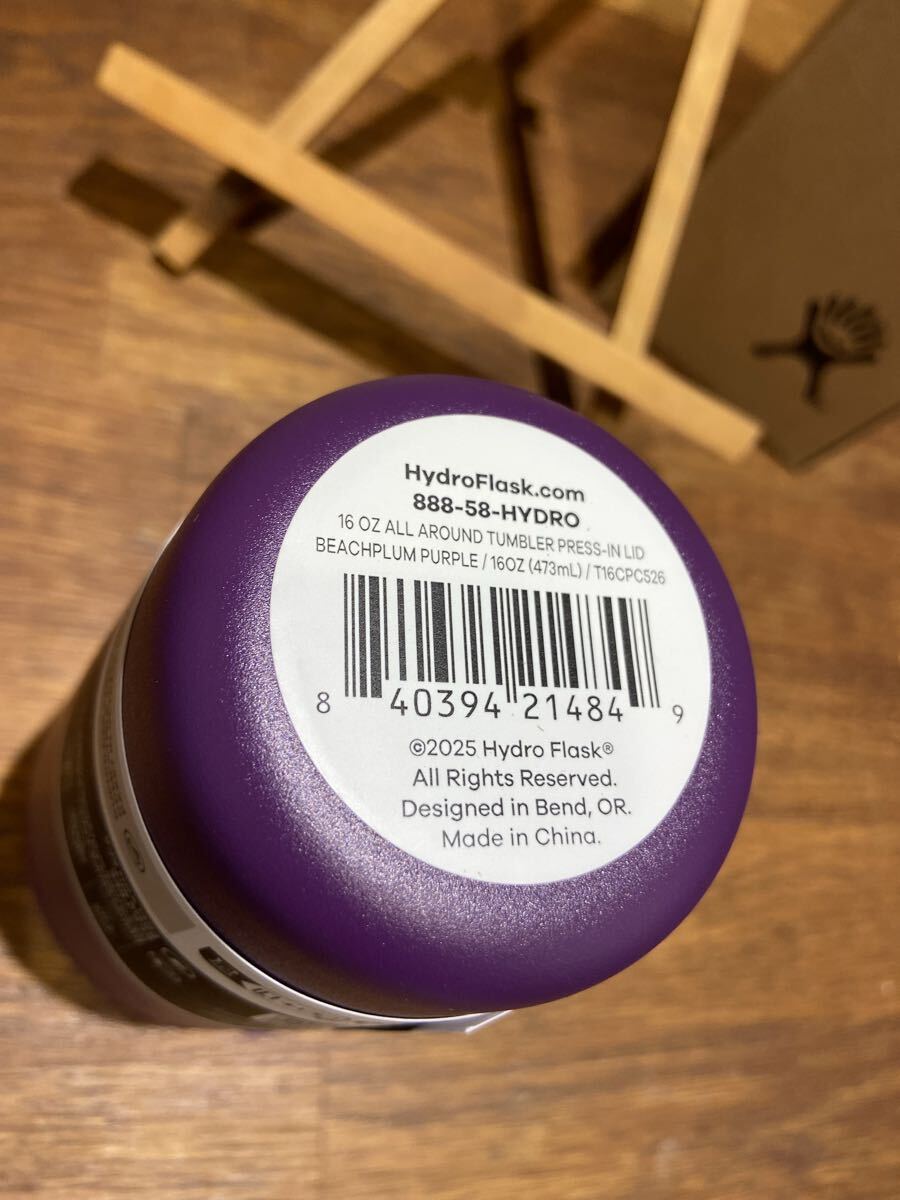 HydroFlask.com
888-58-HYDRO
16 OZ ALL AROUND TUMBLER PRESS-IN LID
BEACHPLUM PURPLE / 16OZ (473mL) / T16CPC526
8 40394 21484 9
©2025 Hydro Flask®
All Rights Reserved.
Designed in Bend, OR.
Made in China.